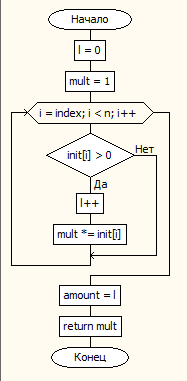 Начало
l = 0
mult = 1
i = index; i < n; i++
init[i] > 0
Нет
Да
l++
mult *= init[i]
amount = l
return mult
Конец